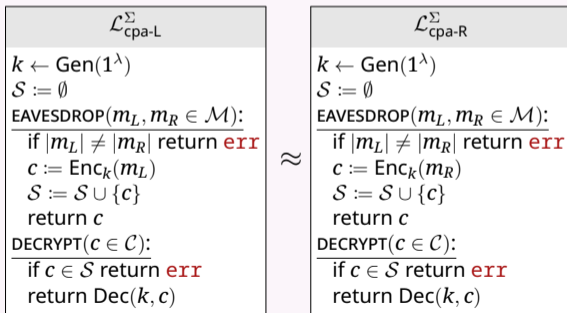 𝓛^Σ_cpa-L
k ← Gen(1^λ)
𝒮 := ∅
EAVESDROP(m_L, m_R ∈ 𝓜):
if |m_L| ≠ |m_R| return err
c := Enc_k(m_L)
𝒮 := 𝒮 ∪ {c}
return c
DECRYPT(c ∈ 𝒞):
if c ∈ 𝒮 return err
return Dec(k, c)
≈
𝓛^Σ_cpa-R
k ← Gen(1^λ)
𝒮 := ∅
EAVESDROP(m_L, m_R ∈ 𝓜):
if |m_L| ≠ |m_R| return err
c := Enc_k(m_R)
𝒮 := 𝒮 ∪ {c}
return c
DECRYPT(c ∈ 𝒞):
if c ∈ 𝒮 return err
return Dec(k, c)